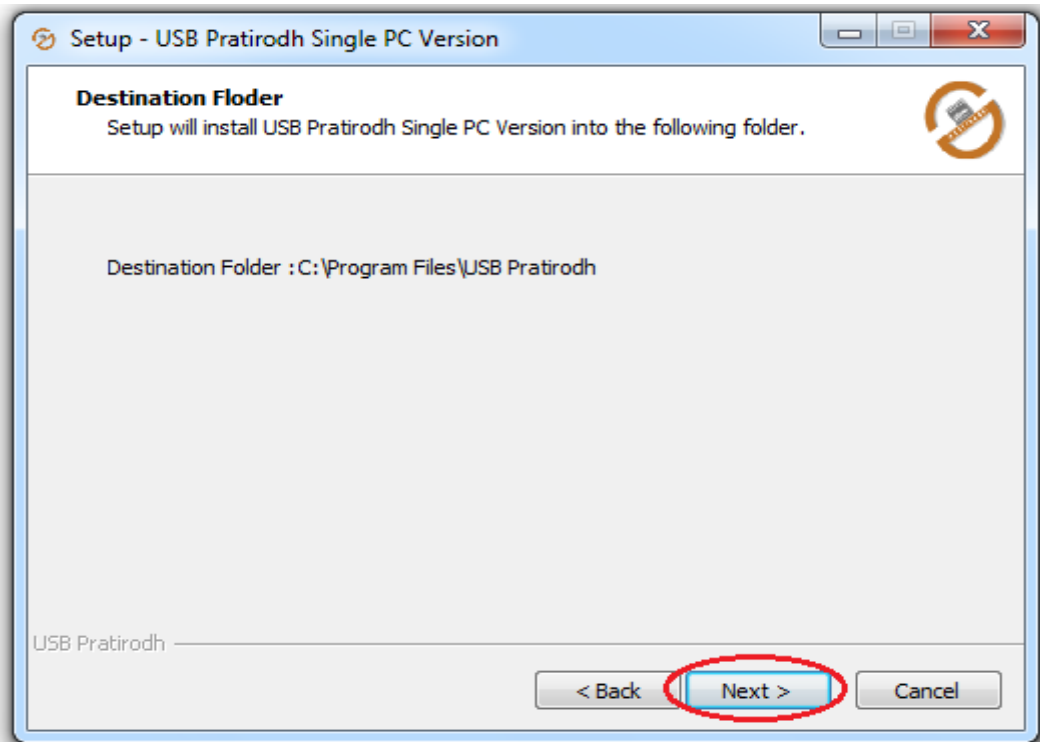 Setup - USB Pratirodh Single PC Version
Destination Floder
Setup will install USB Pratirodh Single PC Version into the following folder.
Destination Folder :C:\Program Files\USB Pratirodh
USB Pratirodh
< Back Next > Cancel